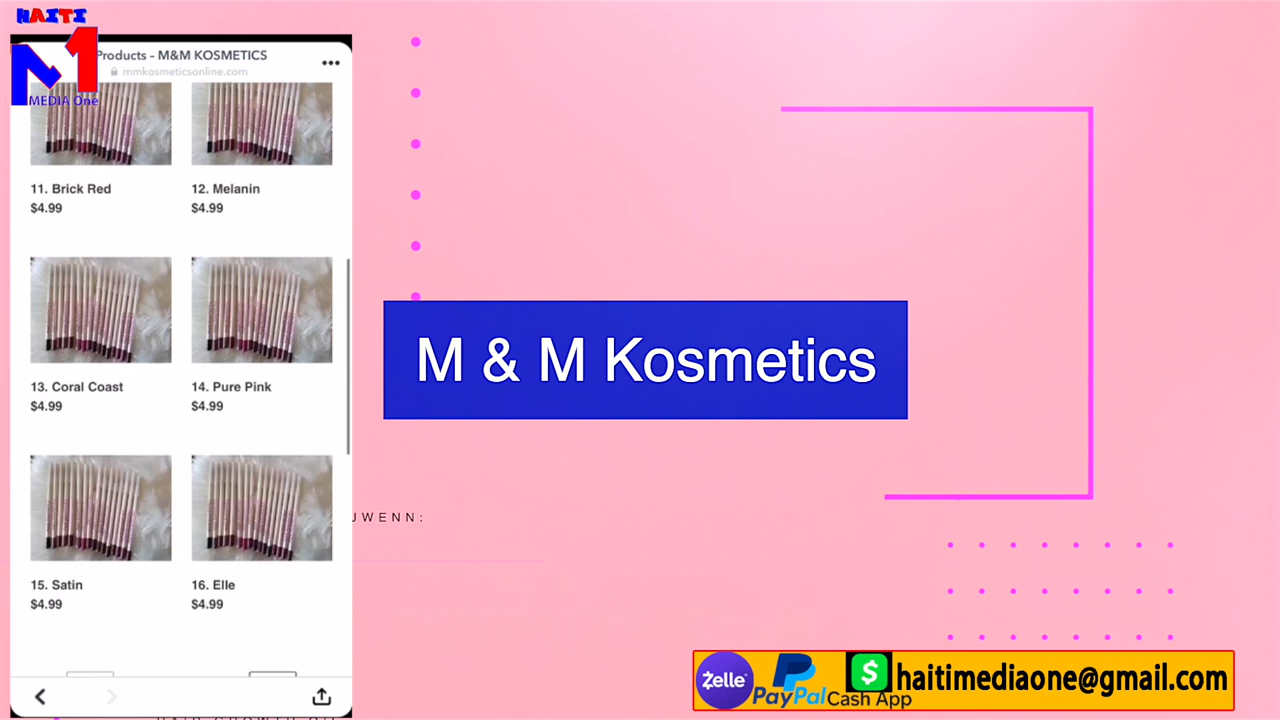 HAITI
MEDIA One
Products – M&M KOSMETICS
mmkosmeticsonline.com
11. Brick Red
$4.99
12. Melanin
$4.99
13. Coral Coast
$4.99
14. Pure Pink
$4.99
15. Satin
$4.99
16. Elle
$4.99
M & M Kosmetics
JWENN:
Zelle
PayPal
$
Cash App
haitimediaone@gmail.com